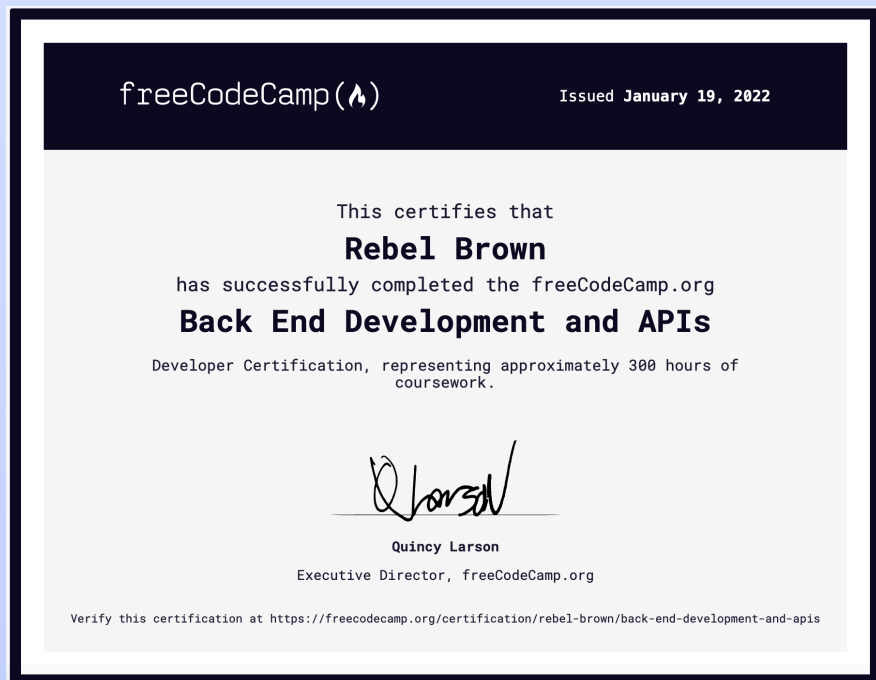 freeCodeCamp(🔥)
Issued January 19, 2022
This certifies that
Rebel Brown
has successfully completed the freeCodeCamp.org
Back End Development and APIs
Developer Certification, representing approximately 300 hours of
coursework.
Q Larson
Quincy Larson
Executive Director, freeCodeCamp.org
Verify this certification at https://freecodecamp.org/certification/rebel-brown/back-end-development-and-apis